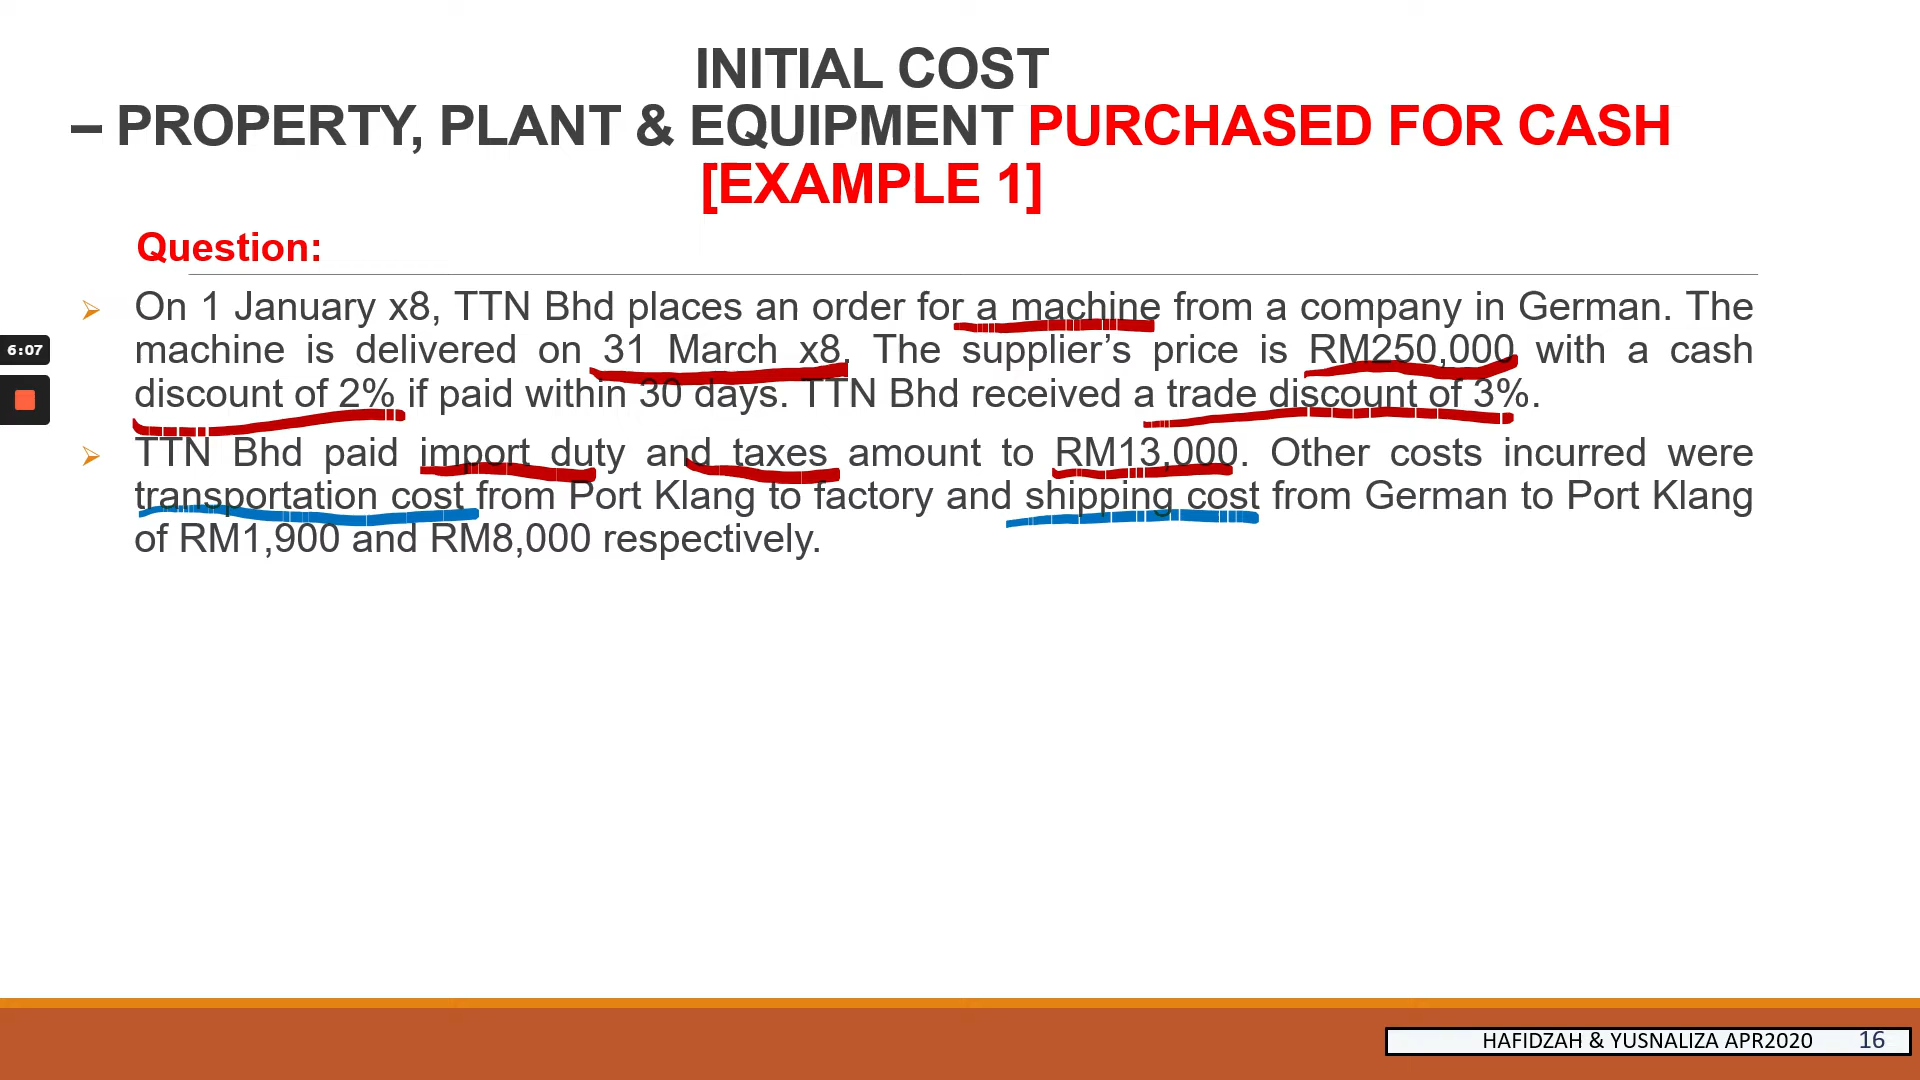 INITIAL COST
– PROPERTY, PLANT & EQUIPMENT PURCHASED FOR CASH
[EXAMPLE 1]
Question:
On 1 January x8, TTN Bhd places an order for a machine from a company in German. The
machine is delivered on 31 March x8. The supplier’s price is RM250,000 with a cash
discount of 2% if paid within 30 days. TTN Bhd received a trade discount of 3%.
TTN Bhd paid import duty and taxes amount to RM13,000. Other costs incurred were
transportation cost from Port Klang to factory and shipping cost from German to Port Klang
of RM1,900 and RM8,000 respectively.
6:07
HAFIDZAH & YUSNALIZA APR2020 16